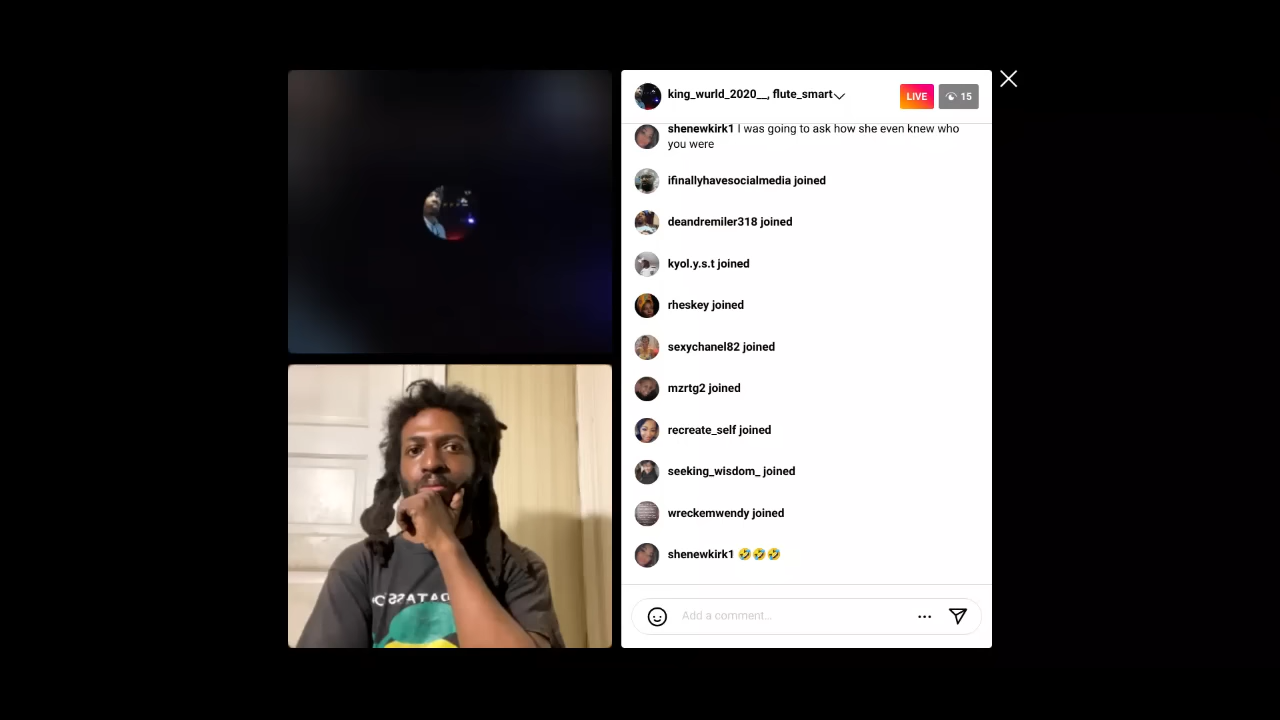 king_wurld_2020__, flute_smart
LIVE
15
shenewkirk1 I was going to ask how she even knew who
you were
ifinallyhavesocialmedia joined
deandremiler318 joined
kyol.y.s.t joined
rheskey joined
sexychanel82 joined
mzrtg2 joined
recreate_self joined
seeking_wisdom_ joined
wreckemwendy joined
shenewkirk1 🤣🤣🤣
Add a comment...